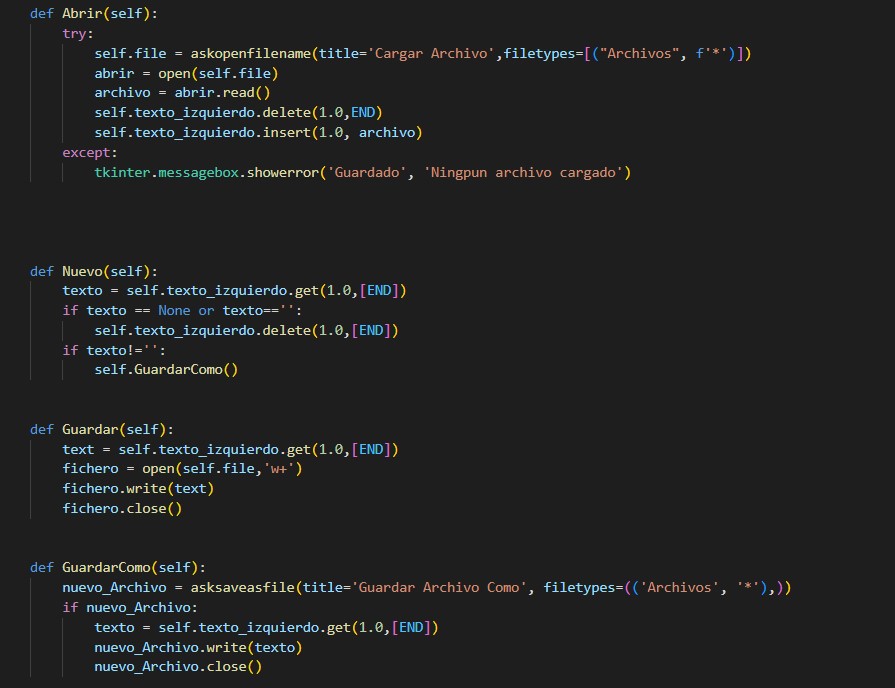 def Abrir(self):
    try:
        self.file = askopenfilename(title='Cargar Archivo',filetypes=[("Archivos", f'*')])
        abrir = open(self.file)
        archivo = abrir.read()
        self.texto_izquierdo.delete(1.0,END)
        self.texto_izquierdo.insert(1.0, archivo)
    except:
        tkinter.messagebox.showerror('Guardado', 'Ningpun archivo cargado')
def Nuevo(self):
    texto = self.texto_izquierdo.get(1.0,[END])
    if texto == None or texto=='':
        self.texto_izquierdo.delete(1.0,[END])
    if texto!='':
        self.GuardarComo()
def Guardar(self):
    text = self.texto_izquierdo.get(1.0,[END])
    fichero = open(self.file,'w+')
    fichero.write(text)
    fichero.close()
def GuardarComo(self):
    nuevo_Archivo = asksaveasfile(title='Guardar Archivo Como', filetypes=(('Archivos', '*'),))
    if nuevo_Archivo:
        texto = self.texto_izquierdo.get(1.0,[END])
        nuevo_Archivo.write(texto)
        nuevo_Archivo.close()